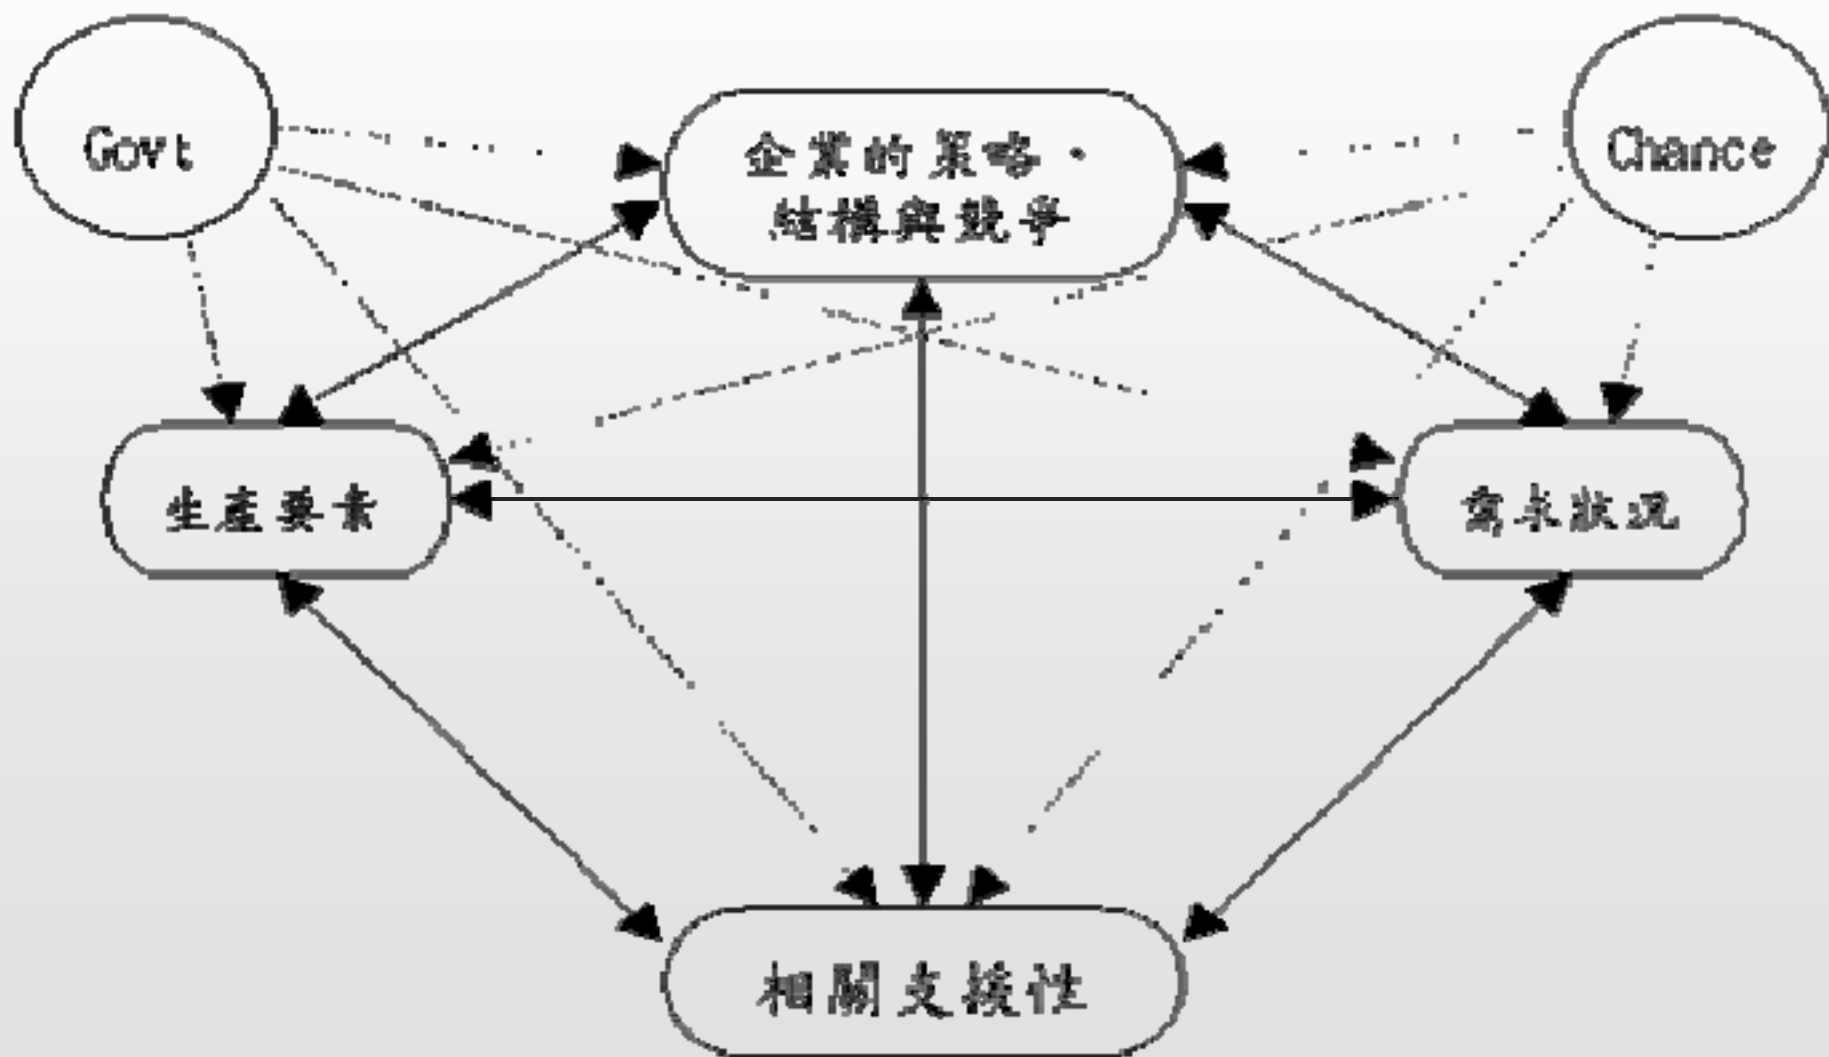 Govt
企業的策略·
結構與競爭
Chance
生產要素
需求狀況
相關支援性